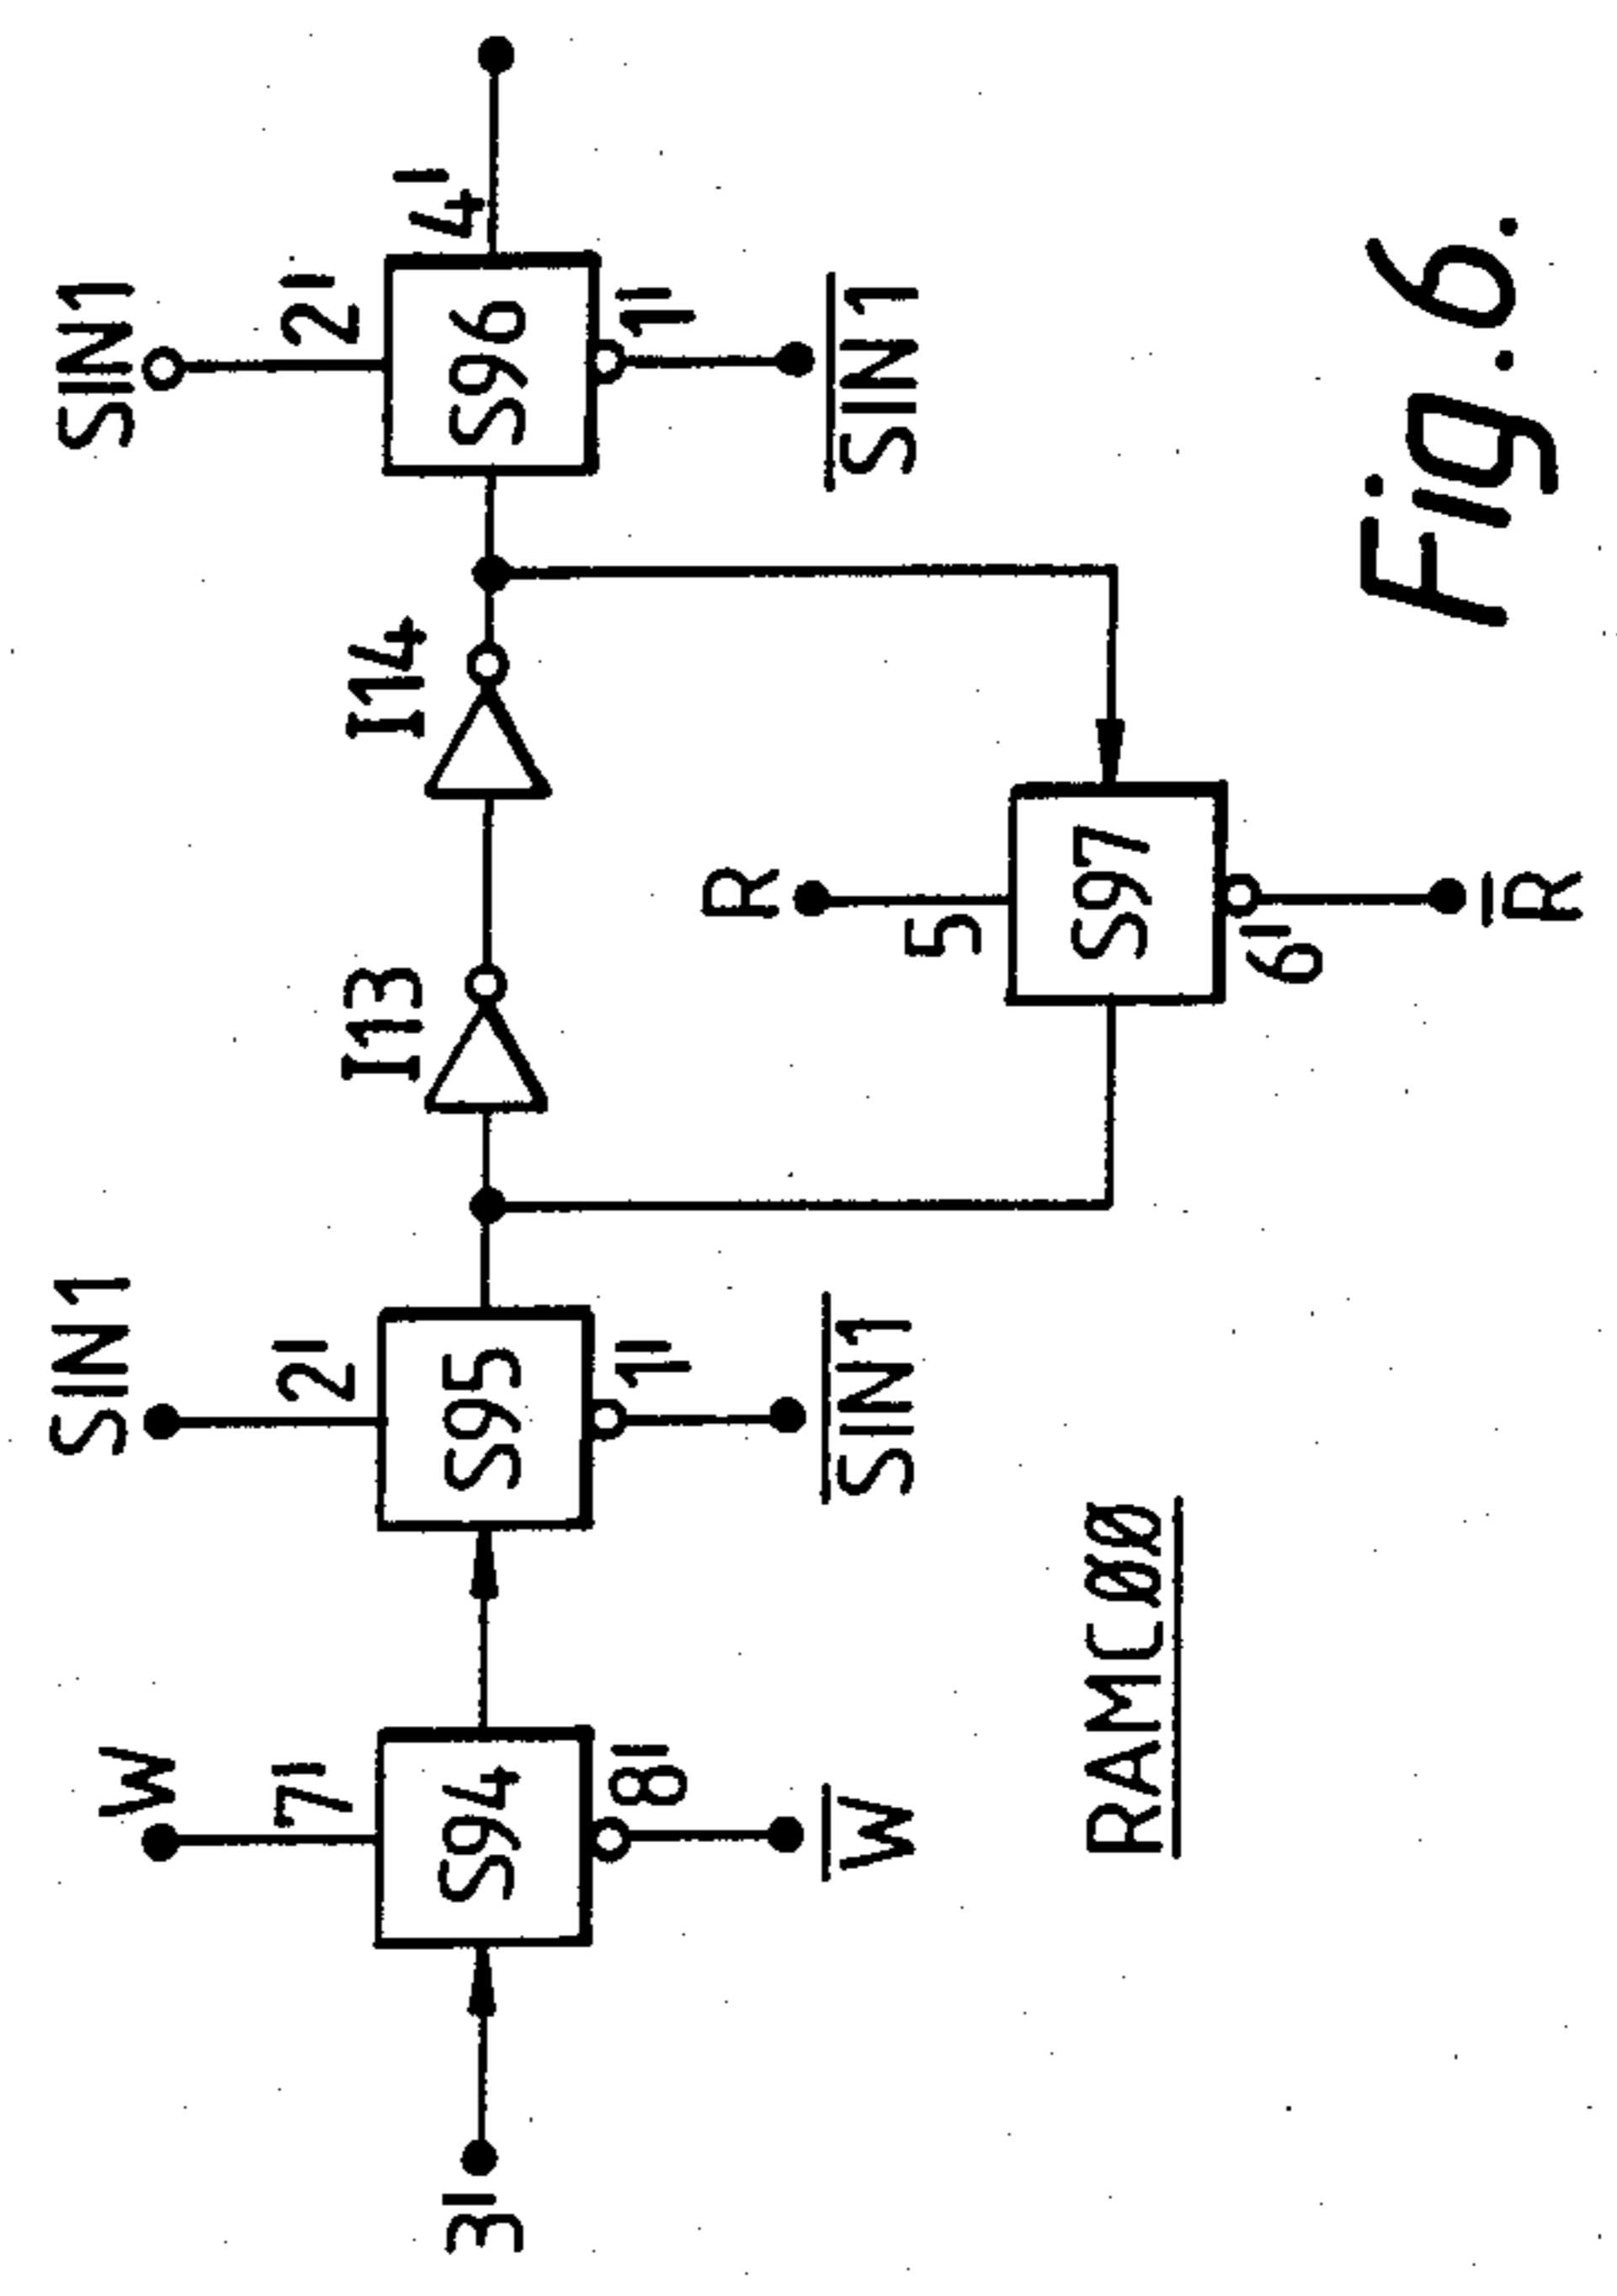 SIN1
SIN1
W
2'
I13
I14
2'
7'
4'
3'
S94
S95
S96
8'
1'
1'
R
W
SIN1
5
SIN1
S97
RAMC00
6'
R
Fig. 6.